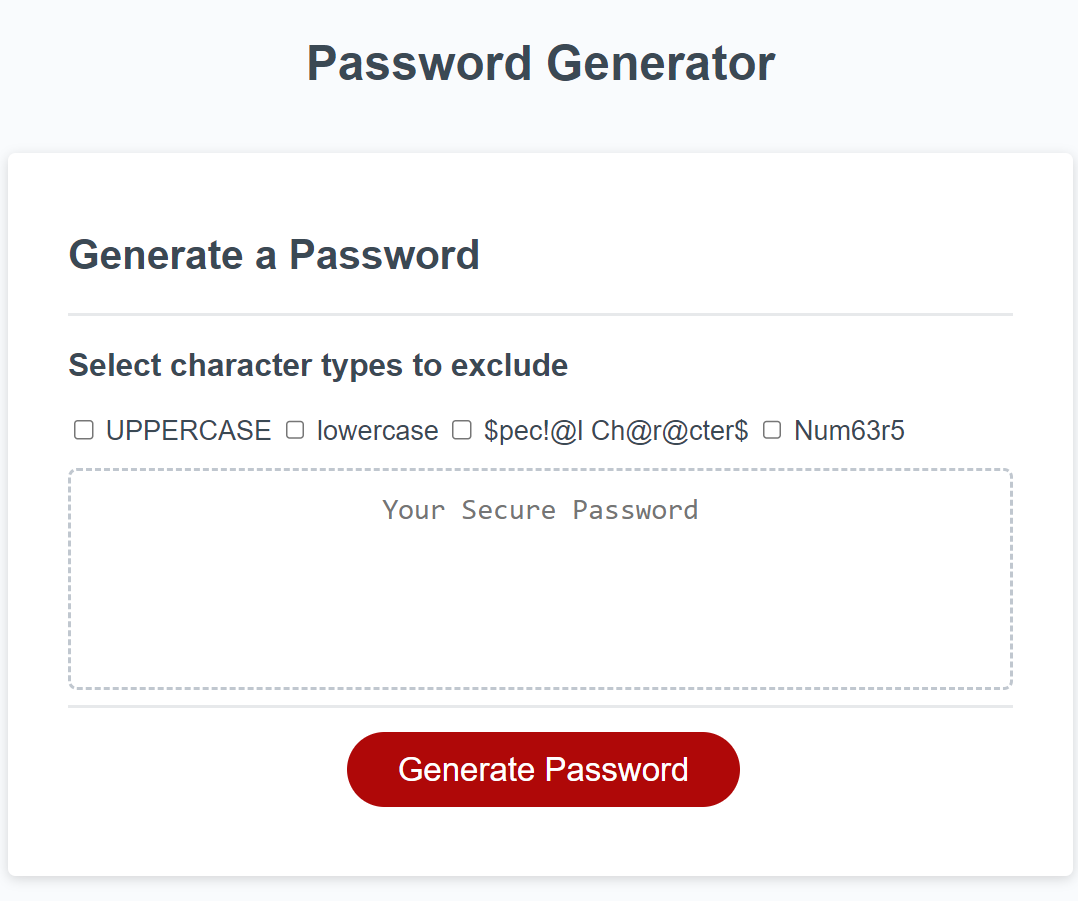 Password Generator
Generate a Password
Select character types to exclude
UPPERCASE lowercase $pec!@l Ch@r@cter$ Num63r5
Your Secure Password
Generate Password